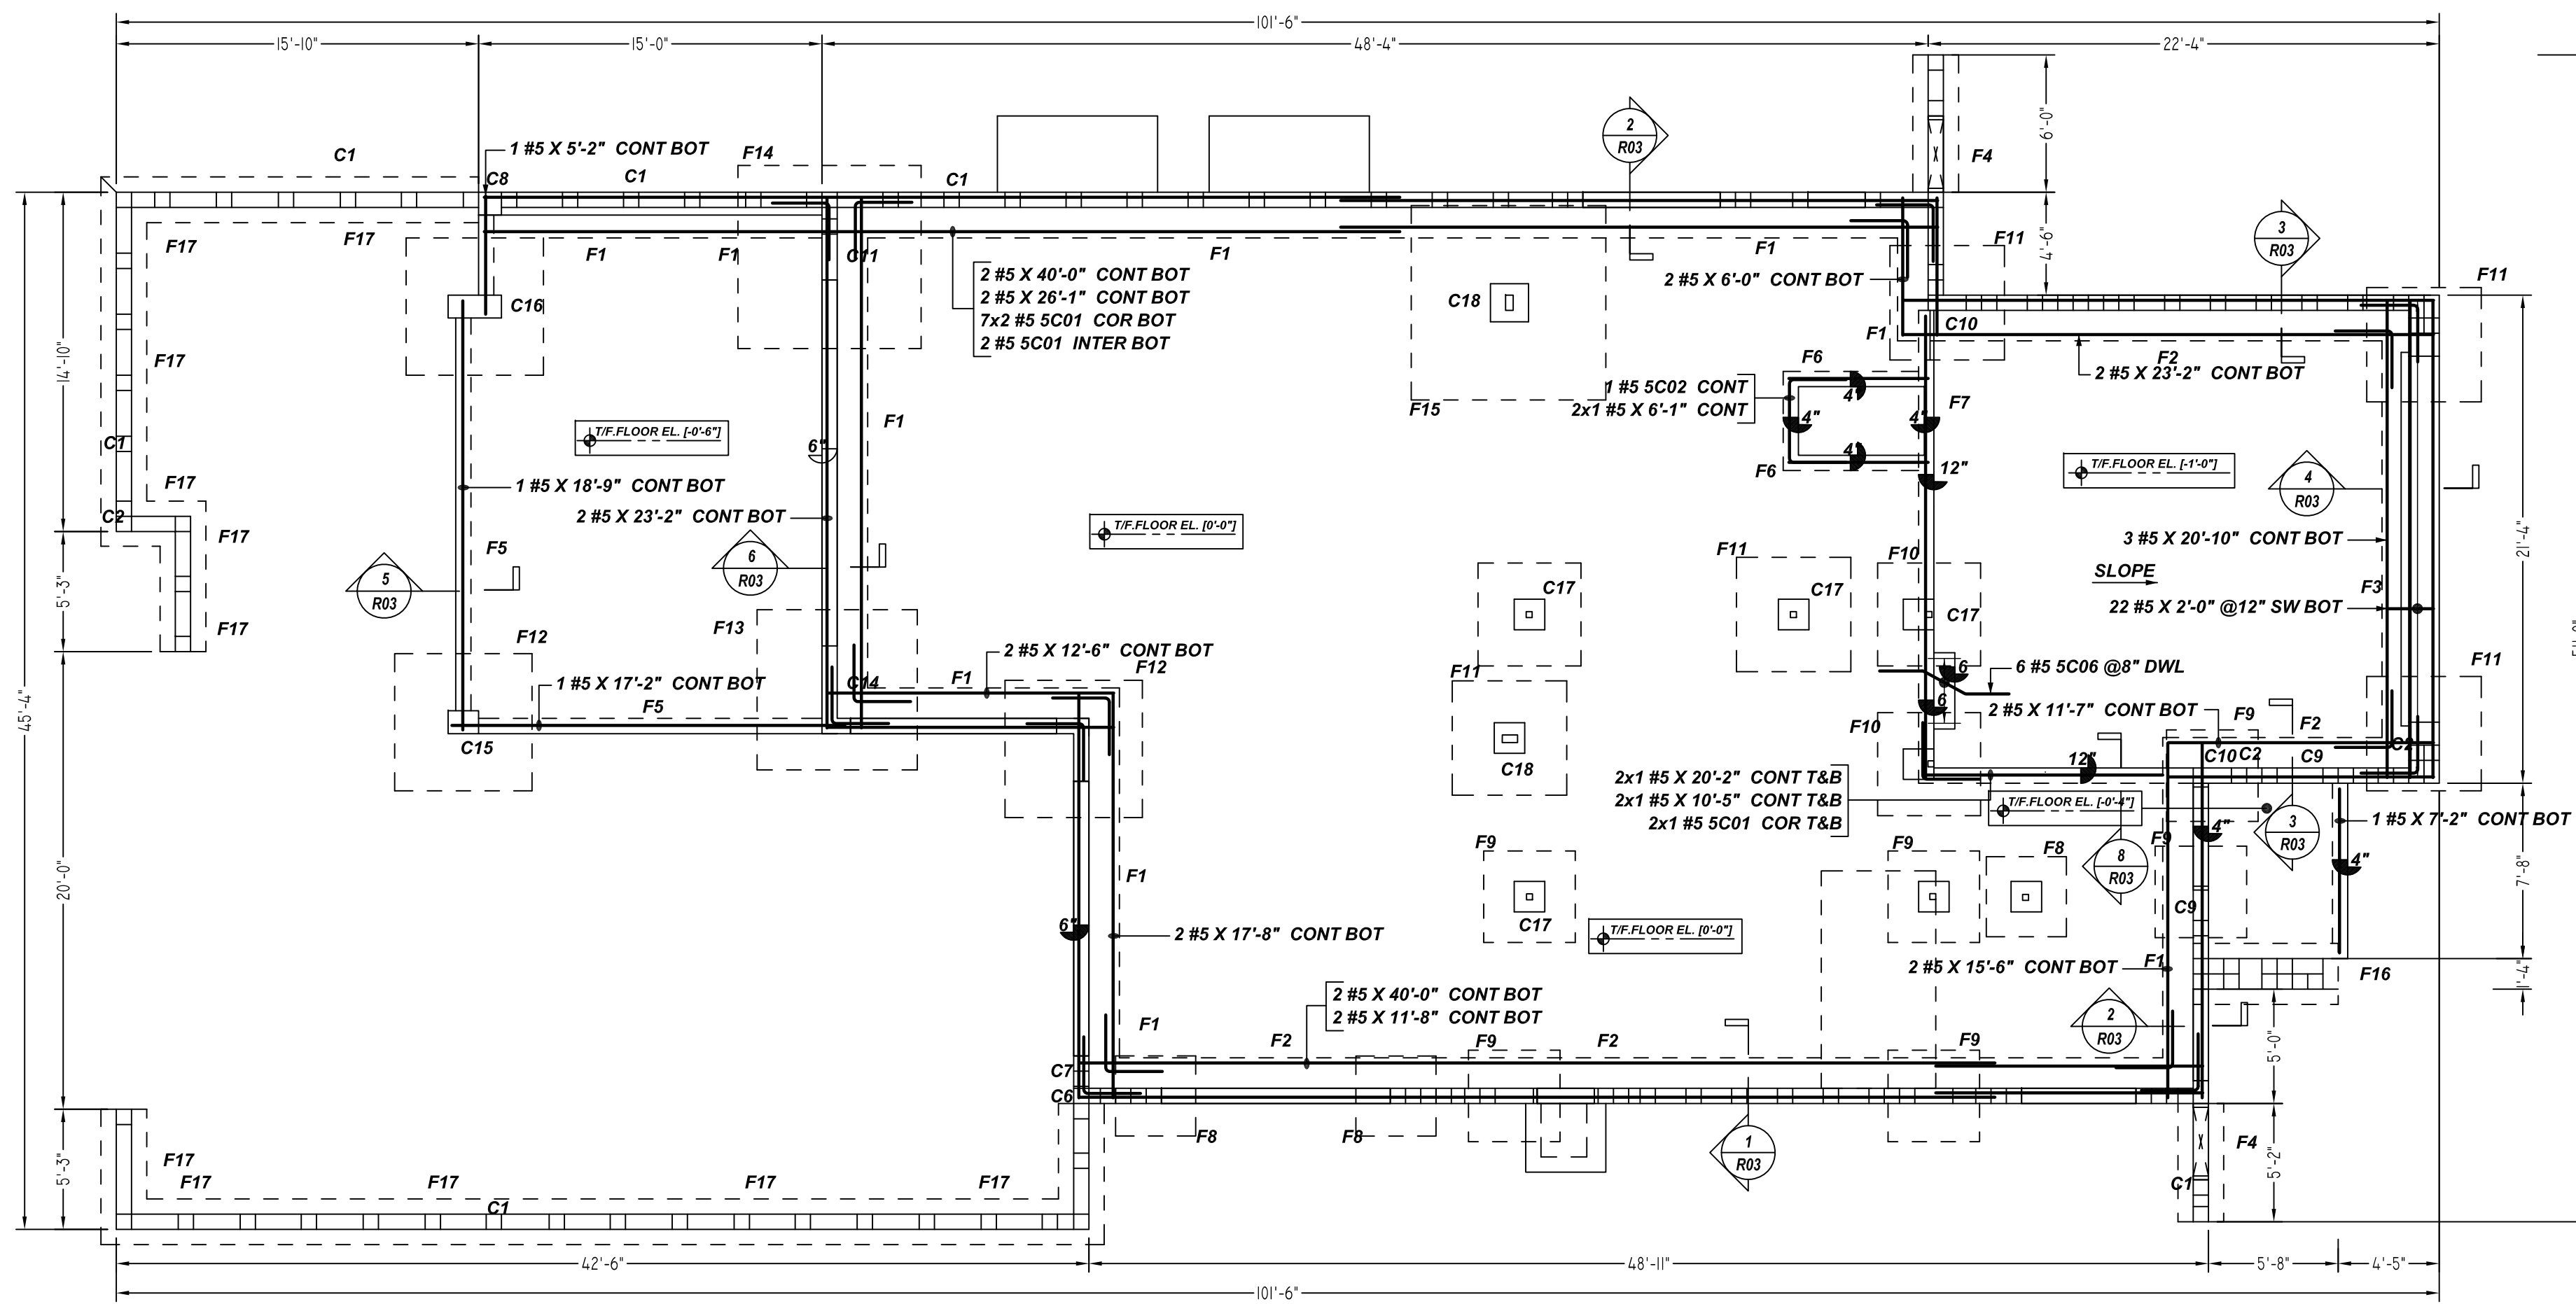 101'-6"
15'-10"
15'-0"
48'-4"
22'-4"
6'-0"
2
R03
F4
1 #5 X 5'-2"  CONT BOT
F14
C1
C8
C1
C1
3
R03
4'-6"
F17
F17
F1
F1
C11
F1
F1
F11
F11
2 #5 X 40'-0"  CONT BOT
2 #5 X 26'-1"  CONT BOT
7x2 #5 5C01  COR BOT
2 #5 5C01  INTER BOT
2 #5 X 6'-0"  CONT BOT
C16
C18
C10
F1
F17
14'-10"
F6
F2
2 #5 X 23'-2"  CONT BOT
1 #5 5C02  CONT
2x1 #5 X 6'-1"  CONT
4"
4"
4"
4"
F7
F15
F1
T/F.FLOOR EL. [-0'-6"]
C1
6"
F6
12"
T/F.FLOOR EL. [-1'-0"]
4
R03
F17
1 #5 X 18'-9"  CONT BOT
2 #5 X 23'-2"  CONT BOT
C2
T/F.FLOOR EL. [0'-0"]
F17
F5
6
R03
5
R03
3 #5 X 20'-10"  CONT BOT
21'-4"
F11
F10
SLOPE
C17
C17
C17
F3
22 #5 X 2'-0" @12" SW BOT
5'-3"
F17
F12
F13
2 #5 X 12'-6"  CONT BOT
F12
F11
6
6 #5 5C06 @8" DWL
F11
1 #5 X 17'-2"  CONT BOT
C14
F1
F5
45'-4"
6
2 #5 X 11'-7"  CONT BOT
F9
F2
F10
C15
C18
12"
C10
C2
C9
C2
2x1 #5 X 20'-2"  CONT T&B
2x1 #5 X 10'-5"  CONT T&B
2x1 #5 5C01  COR T&B
T/F.FLOOR EL. [-0'-4"]
3
R03
4"
1 #5 X 7'-2"  CONT BOT
F9
F9
F8
F9
8
R03
4"
7'-8"
20'-0"
F1
C9
6"
2 #5 X 17'-8"  CONT BOT
C17
T/F.FLOOR EL. [0'-0"]
2 #5 X 15'-6"  CONT BOT
F1
F16
1'-4"
2 #5 X 40'-0"  CONT BOT
2 #5 X 11'-8"  CONT BOT
F1
F2
F9
F2
F9
2
R03
5'-0"
C7
C6
F8
F8
1
R03
F4
5'-2"
5'-3"
F17
F17
F17
F17
F17
C1
C1
42'-6"
48'-11"
5'-8"
4'-5"
101'-6"